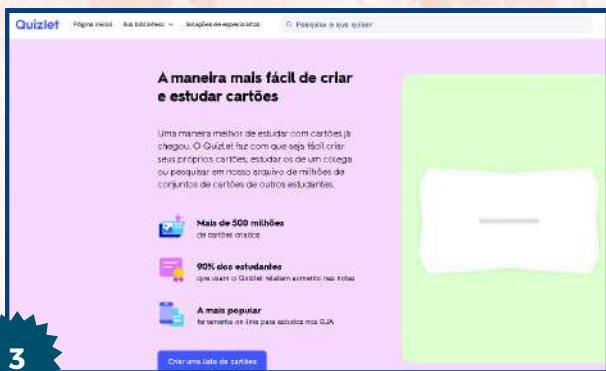 Quizlet Página inicial Sua biblioteca Soluções de especialistas Pesquise o que quiser
A maneira mais fácil de criar
e estudar cartões
Uma maneira melhor de estudar com cartões já
chegou. O Quizlet faz com que seja fácil criar
seus próprios cartões, estudar os de um colega
ou pesquisar em nosso arquivo de milhões de
conjuntos de cartões de outros estudantes.
Mais de 500 milhões
de cartões criados
90% dos estudantes
que usam o Quizlet relatam aumento nas notas
A mais popular
ferramenta on-line para estudos nos EUA
Criar uma lista de cartões
3